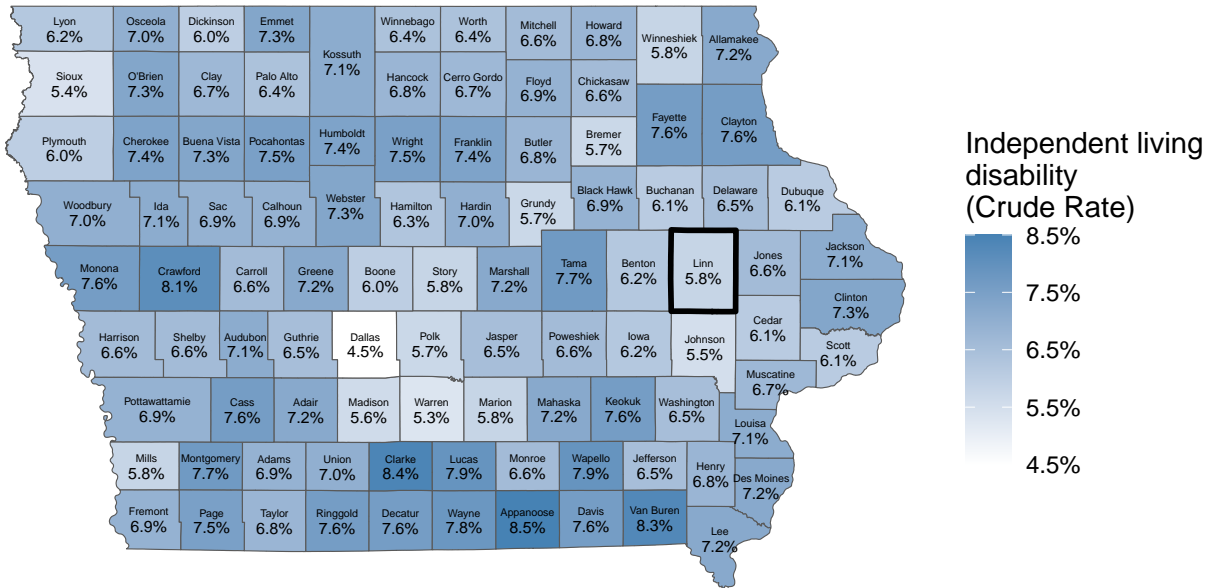 Lyon
6.2%
Osceola
7.0%
Dickinson
6.0%
Emmet
7.3%
Kossuth
7.1%
Winnebago
6.4%
Worth
6.4%
Mitchell
6.6%
Howard
6.8%
Winneshiek
5.8%
Allamakee
7.2%
Sioux
5.4%
O'Brien
7.3%
Clay
6.7%
Palo Alto
6.4%
Hancock
6.8%
Cerro Gordo
6.7%
Floyd
6.9%
Chickasaw
6.6%
Fayette
7.6%
Clayton
7.6%
Plymouth
6.0%
Cherokee
7.4%
Buena Vista
7.3%
Pocahontas
7.5%
Humboldt
7.4%
Wright
7.5%
Franklin
7.4%
Butler
6.8%
Bremer
5.7%
Woodbury
7.0%
Ida
7.1%
Sac
6.9%
Calhoun
6.9%
Webster
7.3%
Hamilton
6.3%
Hardin
7.0%
Grundy
5.7%
Black Hawk
6.9%
Buchanan
6.1%
Delaware
6.5%
Dubuque
6.1%
Monona
7.6%
Crawford
8.1%
Carroll
6.6%
Greene
7.2%
Boone
6.0%
Story
5.8%
Marshall
7.2%
Tama
7.7%
Benton
6.2%
Linn
5.8%
Jones
6.6%
Jackson
7.1%
Clinton
7.3%
Harrison
6.6%
Shelby
6.6%
Audubon
7.1%
Guthrie
6.5%
Dallas
4.5%
Polk
5.7%
Jasper
6.5%
Poweshiek
6.6%
Iowa
6.2%
Johnson
5.5%
Cedar
6.1%
Scott
6.1%
Muscatine
6.7%
Pottawattamie
6.9%
Cass
7.6%
Adair
7.2%
Madison
5.6%
Warren
5.3%
Marion
5.8%
Mahaska
7.2%
Keokuk
7.6%
Washington
6.5%
Louisa
7.1%
Mills
5.8%
Montgomery
7.7%
Adams
6.9%
Union
7.0%
Clarke
8.4%
Lucas
7.9%
Monroe
6.6%
Wapello
7.9%
Jefferson
6.5%
Henry
6.8%
Des Moines
7.2%
Fremont
6.9%
Page
7.5%
Taylor
6.8%
Ringgold
7.6%
Decatur
7.6%
Wayne
7.8%
Appanoose
8.5%
Davis
7.6%
Van Buren
8.3%
Lee
7.2%
Independent living
disability
(Crude Rate)
8.5%
7.5%
6.5%
5.5%
4.5%